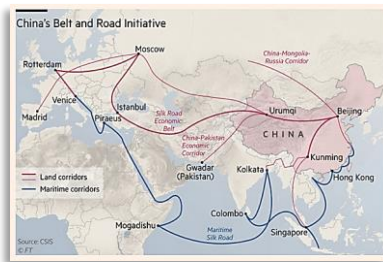 China's Belt and Road Initiative
Moscow
China-Mongolia-
Russia Corridor
Rotterdam
Venice
Madrid
Piraeus
Istanbul
Silk Road
Economic
Belt
Urumqi
Beijing
China-Pakistan
Economic
Corridor
CHINA
Gwadar
(Pakistan)
Kolkata
Kunming
Hong Kong
Land corridors
Maritime corridors
Mogadishu
Colombo
Maritime
Silk Road
Singapore
Source: CSIS
© FT